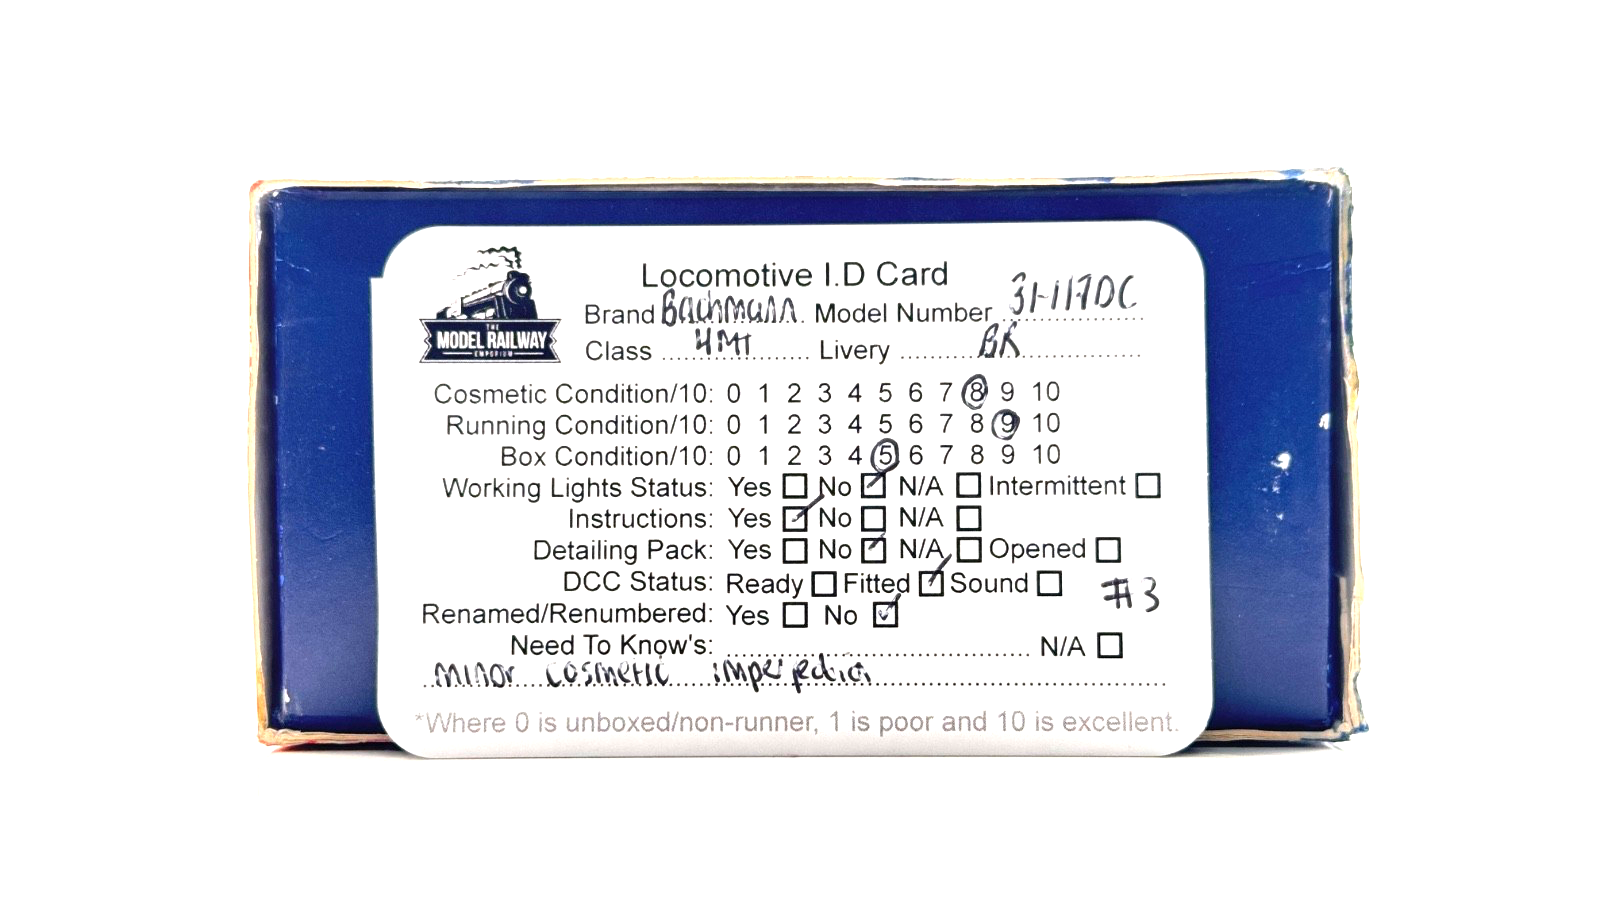 THE
MODEL RAILWAY
EMPORIUM
Locomotive I.D Card
Brand Bachmann Model Number 31-117DC
Class 4MT Livery BR
Cosmetic Condition/10: 0 1 2 3 4 5 6 7 8 9 10
Running Condition/10: 0 1 2 3 4 5 6 7 8 9 10
Box Condition/10: 0 1 2 3 4 5 6 7 8 9 10
Working Lights Status: Yes No N/A Intermittent
Instructions: Yes No N/A
Detailing Pack: Yes No N/A Opened
DCC Status: Ready Fitted Sound
#3
Renamed/Renumbered: Yes No
Need To Know's: N/A
minor cosmetic
*Where 0 is unboxed/non-runner, 1 is poor and 10 is excellent.